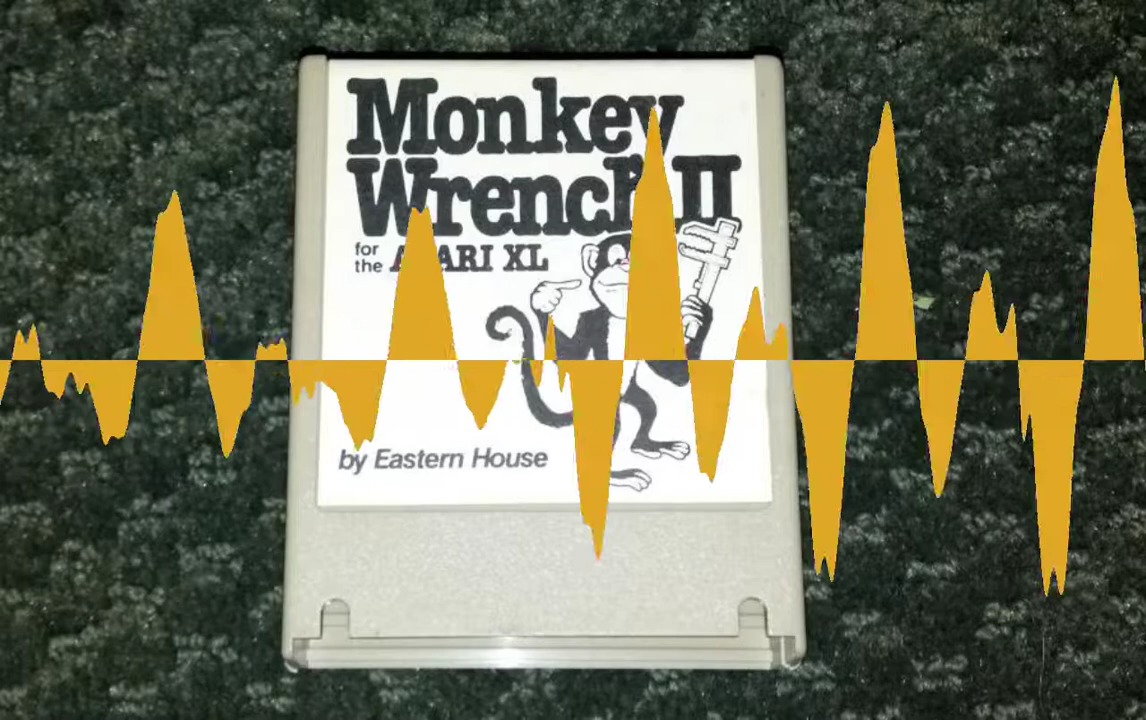 Monkey
Wrench II
for
the ATARI XL
by Eastern House